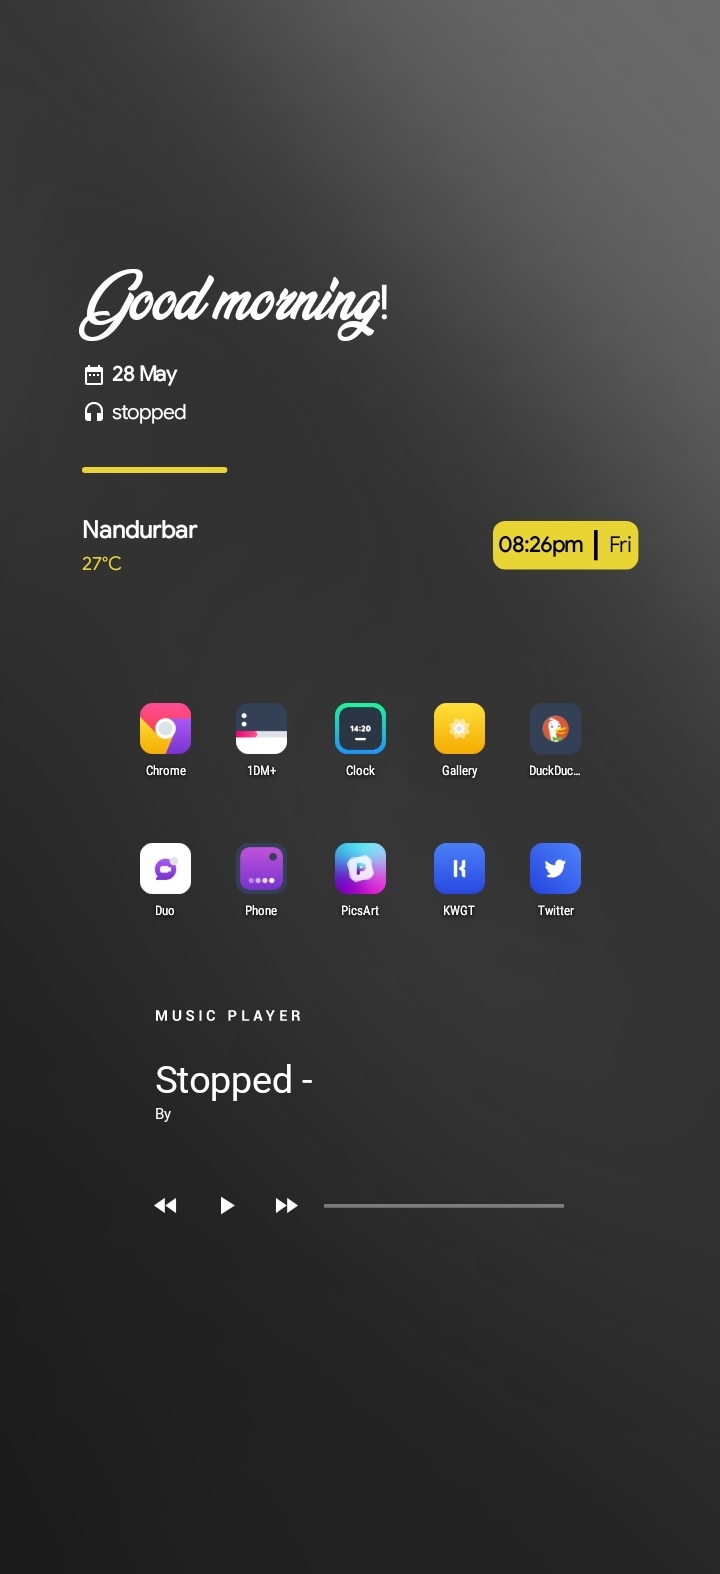 Good morning!
28 May
stopped
Nandurbar
27°C
08:26pm | Fri
14:20
Chrome
1DM+
Clock
Gallery
DuckDuc...
P
K
Duo
Phone
PicsArt
KWGT
Twitter
MUSIC PLAYER
Stopped -
By